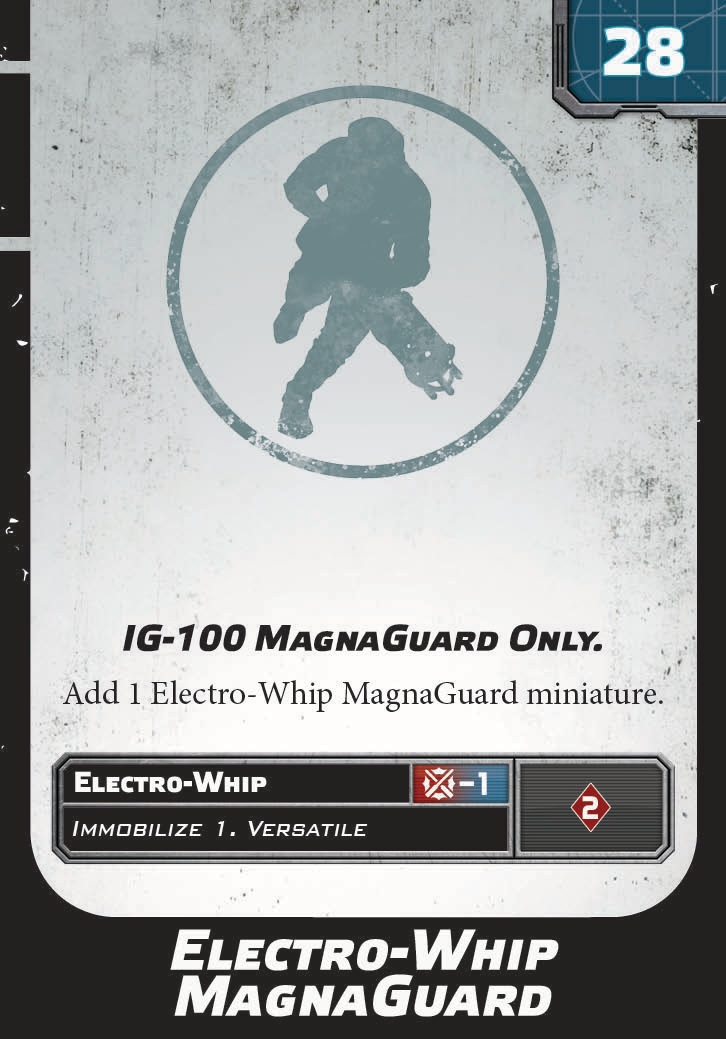 28
IG-100 MagnaGuard Only.
Add 1 Electro-Whip MagnaGuard miniature.
Electro-Whip -1
Immobilize 1. Versatile
2
Electro-Whip
MagnaGuard